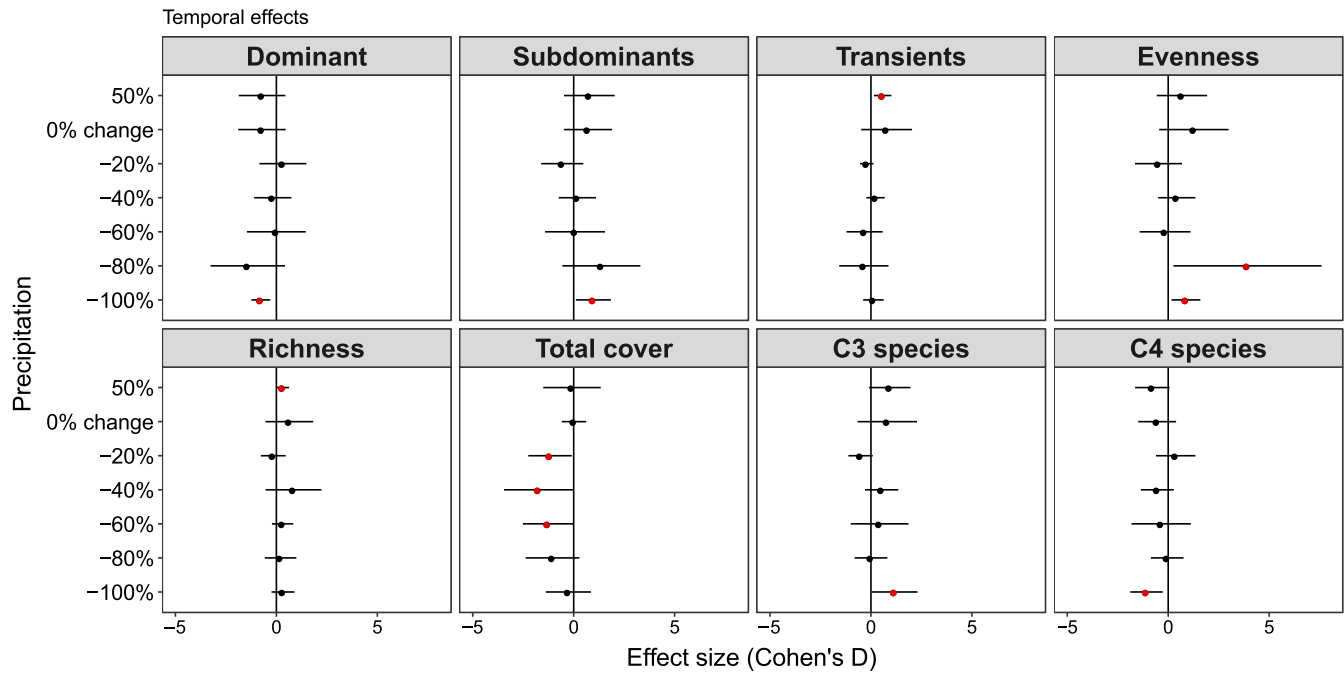 Temporal effects
Dominant Subdominants Transients Evenness
50%
0% change
−20%
−40%
−60%
−80%
−100%
Precipitation
Richness Total cover C3 species C4 species
50%
0% change
−20%
−40%
−60%
−80%
−100%
−5 0 5 −5 0 5 −5 0 5 −5 0 5
Effect size (Cohen's D)